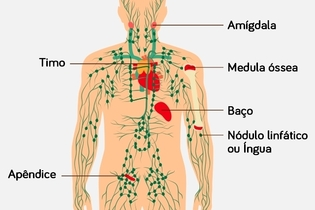 Amígdala
Timo
Medula óssea
Baço
Nódulo linfático
ou Íngua
Apêndice